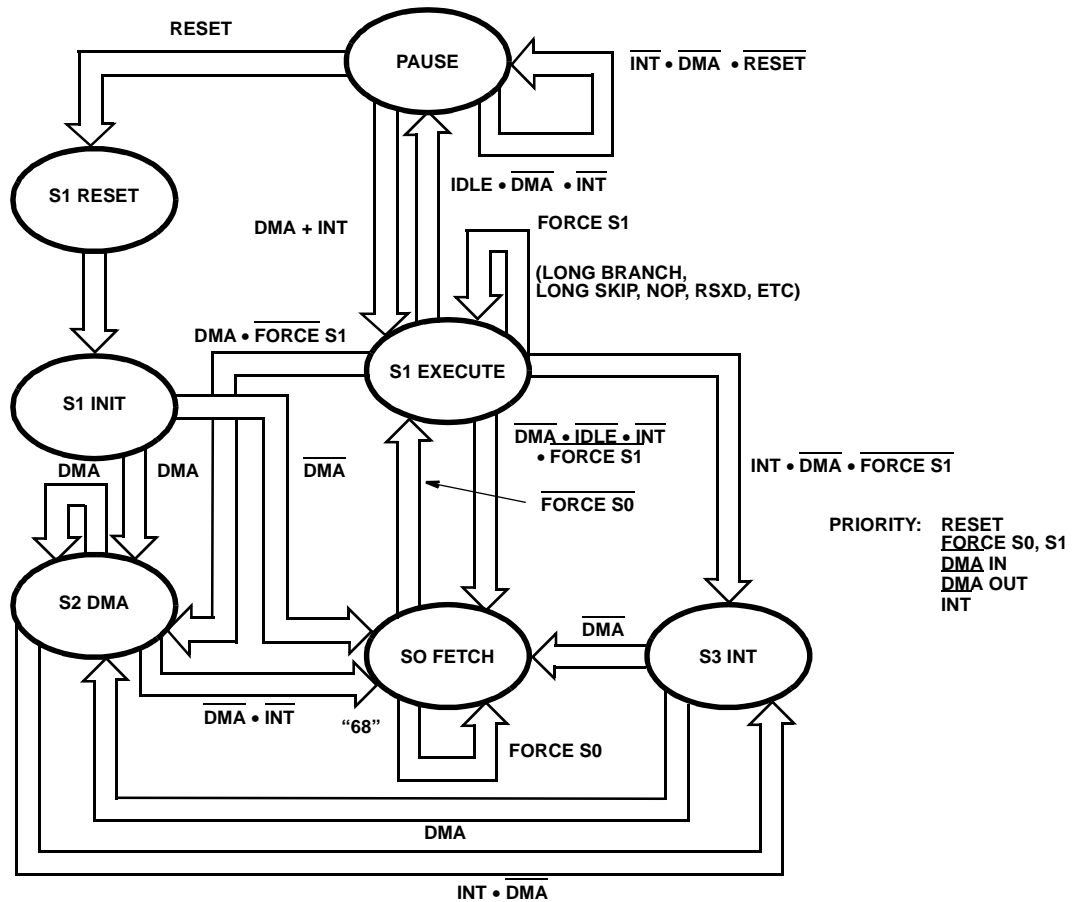 RESET
PAUSE
INT • DMA • RESET
S1 RESET
IDLE • DMA • INT
DMA + INT
FORCE S1
(LONG BRANCH,
LONG SKIP, NOP, RSXD, ETC)
DMA • FORCE S1
S1 EXECUTE
S1 INIT
DMA
DMA
DMA
DMA • IDLE • INT
• FORCE S1
INT • DMA • FORCE S1
FORCE S0
PRIORITY: RESET
FORCE S0, S1
DMA IN
DMA OUT
INT
S2 DMA
SO FETCH
DMA
S3 INT
DMA • INT
“68”
FORCE S0
DMA
INT • DMA